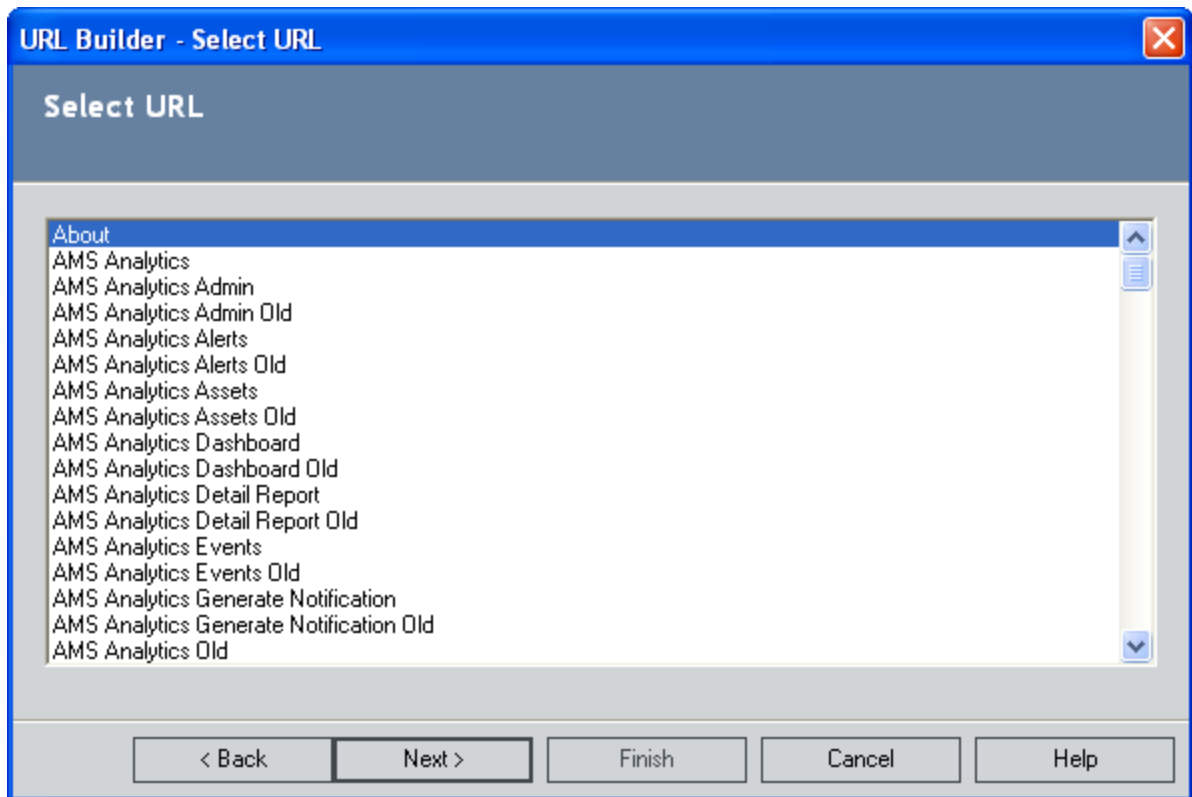 URL Builder - Select URL
Select URL
About
AMS Analytics
AMS Analytics Admin
AMS Analytics Admin Old
AMS Analytics Alerts
AMS Analytics Alerts Old
AMS Analytics Assets
AMS Analytics Assets Old
AMS Analytics Dashboard
AMS Analytics Dashboard Old
AMS Analytics Detail Report
AMS Analytics Detail Report Old
AMS Analytics Events
AMS Analytics Events Old
AMS Analytics Generate Notification
AMS Analytics Generate Notification Old
AMS Analytics Old
< Back Next > Finish Cancel Help